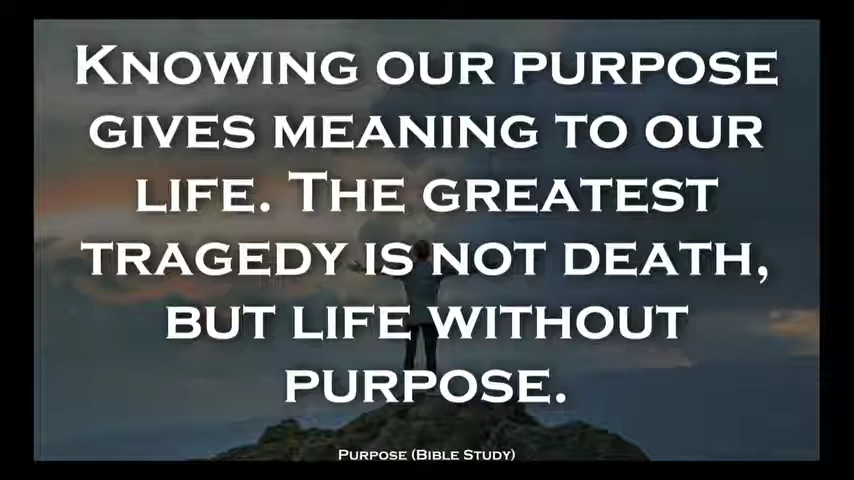 Knowing our purpose
gives meaning to our
life. The greatest
tragedy is not death,
but life without
purpose.
Purpose (Bible Study)